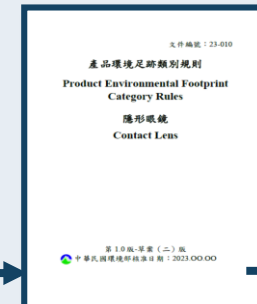 文件編號：23-010
產品環境足跡類別規則
Product Environmental Footprint
Category Rules
隱形眼鏡
Contact Lens
第 1.0 版-草案（二）版
中華民國環境部核准日期：2023.OO.OO